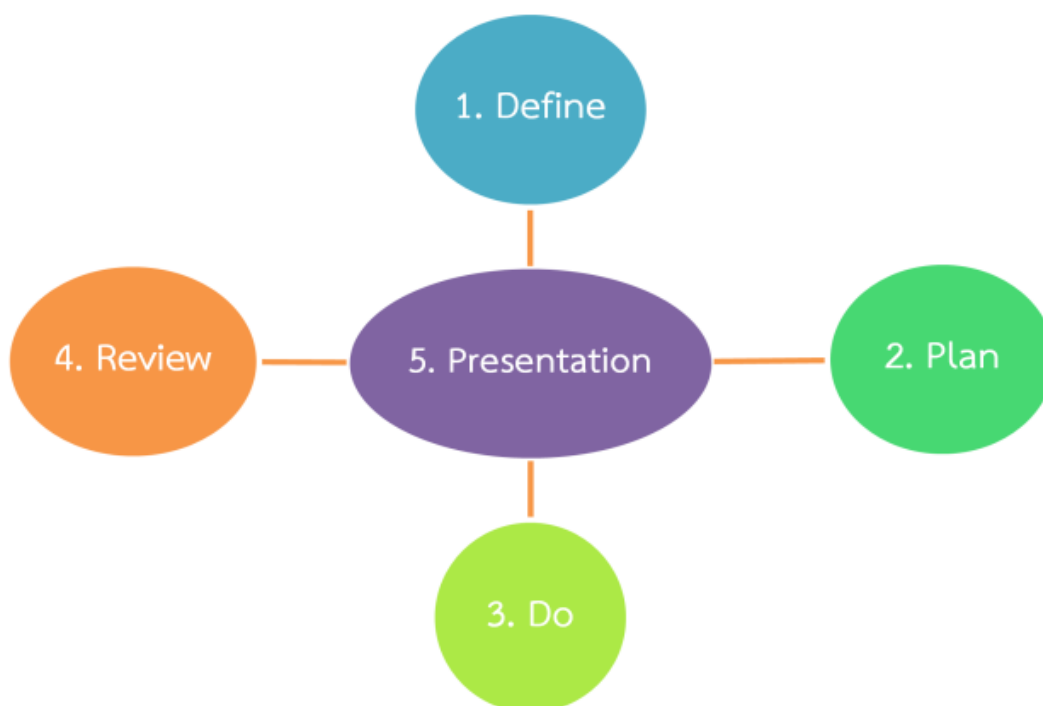 1. Define
2. Plan
3. Do
4. Review
5. Presentation